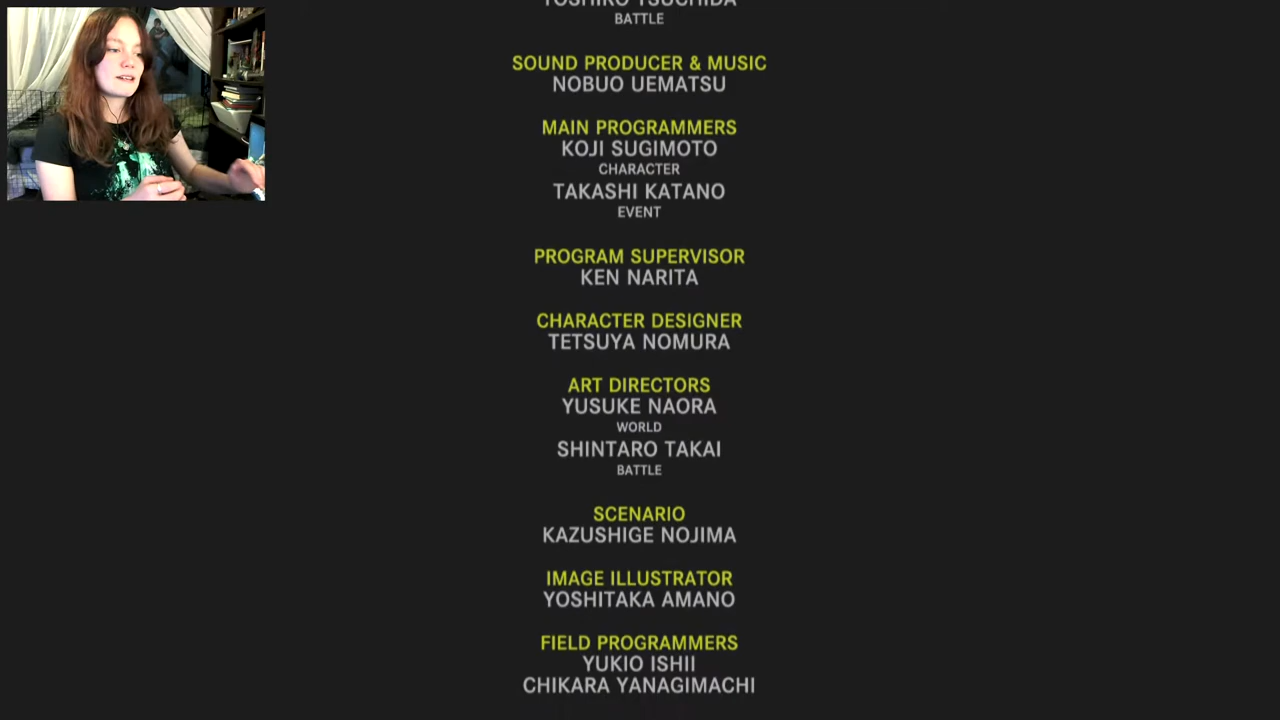 YOSHIKO TSUCHIDA
BATTLE
SOUND PRODUCER & MUSIC
NOBUO UEMATSU
MAIN PROGRAMMERS
KOJI SUGIMOTO
CHARACTER
TAKASHI KATANO
EVENT
PROGRAM SUPERVISOR
KEN NARITA
CHARACTER DESIGNER
TETSUYA NOMURA
ART DIRECTORS
YUSUKE NAORA
WORLD
SHINTARO TAKAI
BATTLE
SCENARIO
KAZUSHIGE NOJIMA
IMAGE ILLUSTRATOR
YOSHITAKA AMANO
FIELD PROGRAMMERS
YUKIO ISHII
CHIKARA YANAGIMACHI